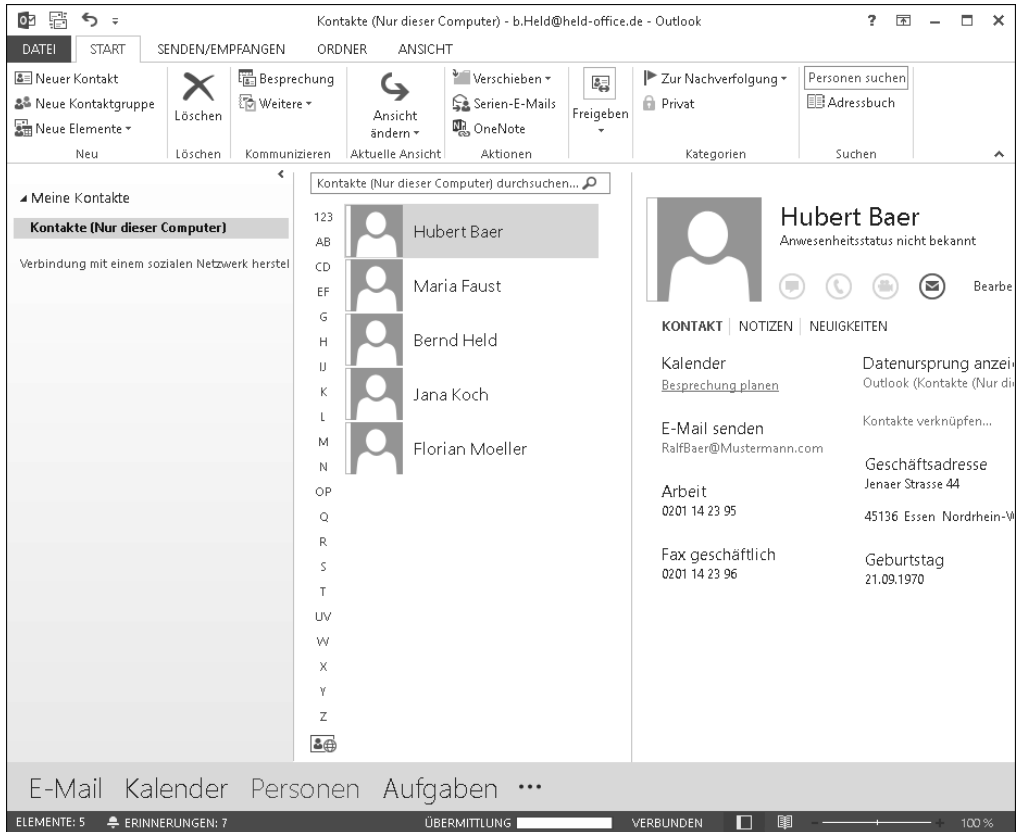 Kontakte (Nur dieser Computer) - b.Held@held-office.de - Outlook
DATEI START SENDEN/EMPFANGEN ORDNER ANSICHT
Neuer Kontakt
Neue Kontaktgruppe
Neue Elemente
Neu
Löschen
Löschen
Besprechung
Weitere
Kommunizieren
Ansicht
ändern
Aktuelle Ansicht
Verschieben
Serien-E-Mails
OneNote
Aktionen
Freigeben
Zur Nachverfolgung
Privat
Kategorien
Personen suchen
Adressbuch
Suchen
Meine Kontakte
Kontakte (Nur dieser Computer)
Verbindung mit einem sozialen Netzwerk herstel
Kontakte (Nur dieser Computer) durchsuchen...
123
AB
CD
EF
G
H
IJ
K
L
M
N
OP
Q
R
S
T
UV
W
X
Y
Z
Hubert Baer
Maria Faust
Bernd Held
Jana Koch
Florian Moeller
Hubert Baer
Anwesenheitsstatus nicht bekannt
Bearbe
KONTAKT NOTIZEN NEUIGKEITEN
Kalender
Besprechung planen
E-Mail senden
RalfBaer@Mustermann.com
Arbeit
0201 14 23 95
Fax geschäftlich
0201 14 23 96
Datenursprung anzei
Outlook (Kontakte (Nur di
Kontakte verknüpfen...
Geschäftsadresse
Jenaer Strasse 44
45136 Essen Nordrhein-W
Geburtstag
21.09.1970
E-Mail Kalender Personen Aufgaben ...
ELEMENTE: 5 ERINNERUNGEN: 7 ÜBERMITTLUNG VERBUNDEN 100 %